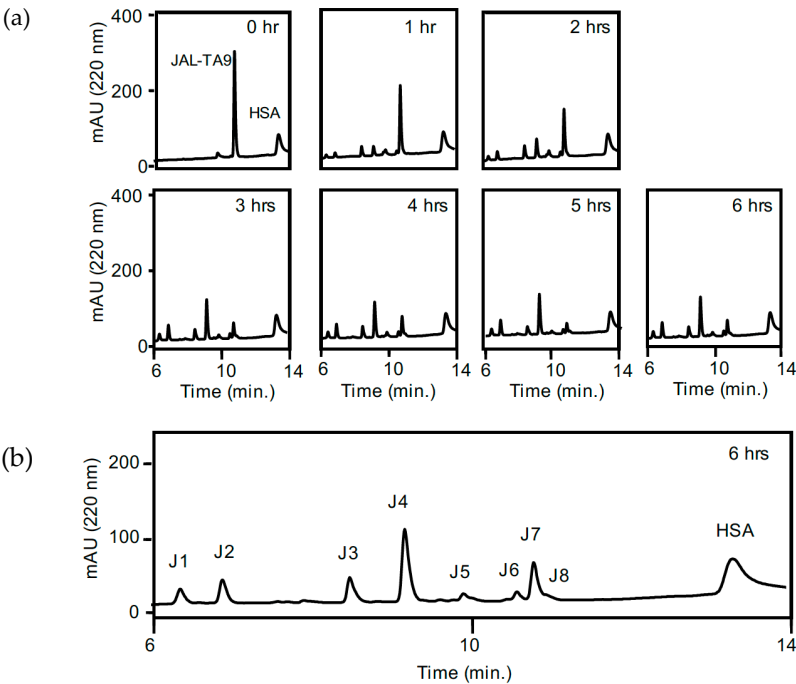 (a)
0 hr
1 hr
2 hrs
400
200
0
mAU (220 nm)
JAL-TA9
HSA
3 hrs
4 hrs
5 hrs
6 hrs
400
200
0
mAU (220 nm)
6 10 14
6 10 14
6 10 14
6 10 14
Time (min.)
Time (min.)
Time (min.)
Time (min.)
(b)
6 hrs
200
100
0
mAU (220 nm)
J1
J2
J3
J4
J5
J6
J7
J8
HSA
6 10 14
Time (min.)